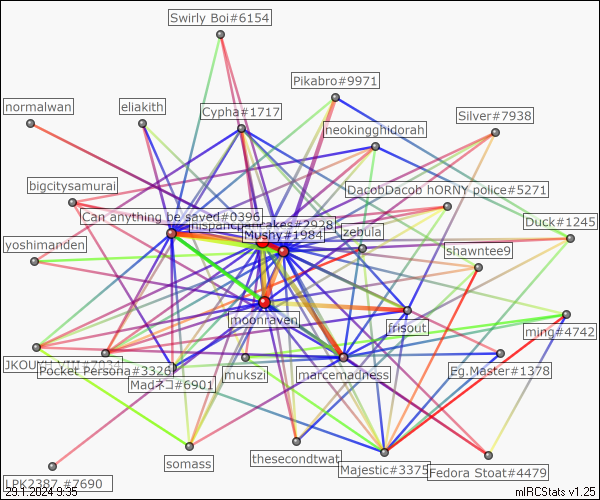 Swirly Boi#6154
Pikabro#9971
normalwan
eliakith
Cypha#1717
Silver#7938
neokingghidorah
bigcitysamurai
DacobDacob hORNY police#5271
Can anything be saved#0396
hispanicpancakes#2928
Duck#1245
Mushy#1984
zebula
yoshimanden
shawntee9
moonraven
frisout
ming#4742
Pocket Persona#3326
Madネコ#6901
mukszi
marcemadness
Eg.Master#1378
somass
thesecondtwat
Majestic#3375
Fedora Stoat#4479
LPK2387 #7690
29.1.2024 9:35
mIRCStats v1.25